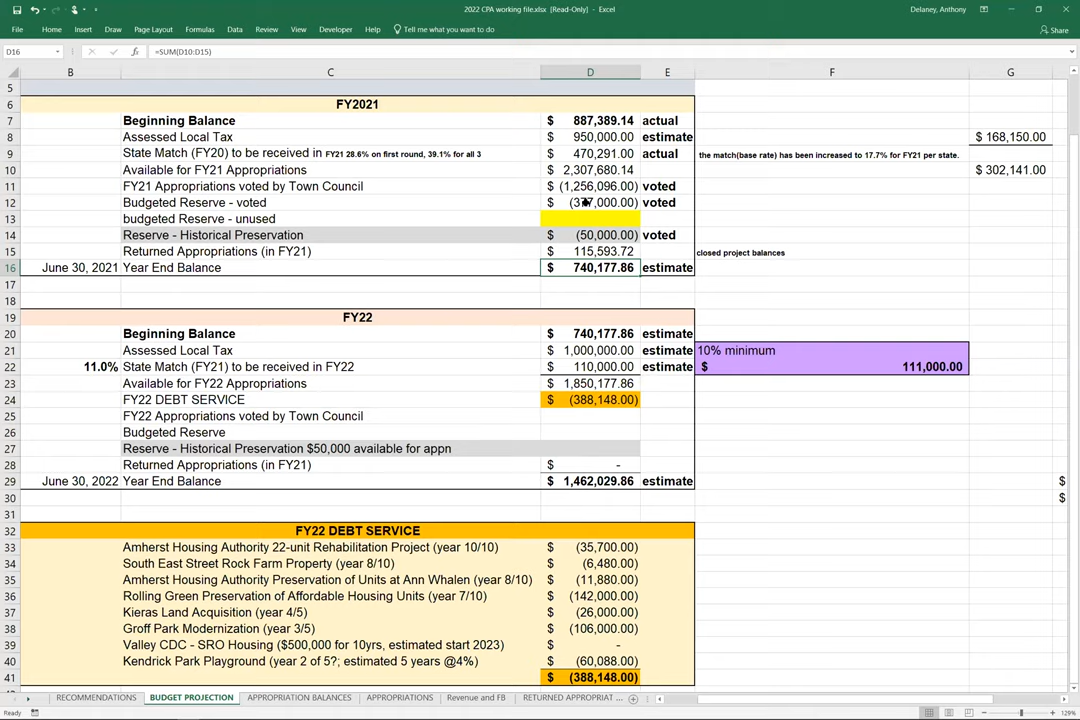 2022 CPA working file.xlsx [Read-Only] - Excel
Delaney, Anthony
File Home Insert Draw Page Layout Formulas Data Review View Developer Help Tell me what you want to do Share
D16 fx =SUM(D10:D15)
B C D E F G
5
6 FY2021
7 Beginning Balance $ 887,389.14 actual
8 Assessed Local Tax $ 950,000.00 estimate $ 168,150.00
9 State Match (FY20) to be received in FY21 28.6% on first round, 39.1% for all 3 $ 470,291.00 actual the match(base rate) has been increased to 17.7% for FY21 per state.
10 Available for FY21 Appropriations $ 2,307,680.14 $ 302,141.00
11 FY21 Appropriations voted by Town Council $ (1,256,096.00) voted
12 Budgeted Reserve - voted $ voted
13 budgeted Reserve - unused
14 Reserve - Historical Preservation $ (50,000.00) voted
15 Returned Appropriations (in FY21) $ 115,593.72 closed project balances
16 June 30, 2021 Year End Balance $ 740,177.86 estimate
17
18
19 FY22
20 Beginning Balance $ 740,177.86 estimate
21 Assessed Local Tax $ 1,000,000.00 estimate 10% minimum
22 11.0% State Match (FY21) to be received in FY22 $ 110,000.00 estimate $ 111,000.00
23 Available for FY22 Appropriations $ 1,850,177.86
24 FY22 DEBT SERVICE $ (388,148.00)
25 FY22 Appropriations voted by Town Council
26 Budgeted Reserve
27 Reserve - Historical Preservation $50,000 available for appn
28 Returned Appropriations (in FY21) $ -
29 June 30, 2022 Year End Balance $ 1,462,029.86 estimate $
30 $
31
32 FY22 DEBT SERVICE
33 Amherst Housing Authority 22-unit Rehabilitation Project (year 10/10) $ (35,700.00)
34 South East Street Rock Farm Property (year 8/10) $ (6,480.00)
35 Amherst Housing Authority Preservation of Units at Ann Whalen (year 8/10) $ (11,880.00)
36 Rolling Green Preservation of Affordable Housing Units (year 7/10) $ (142,000.00)
37 Kieras Land Acquisition (year 4/5) $ (26,000.00)
38 Groff Park Modernization (year 3/5) $ (106,000.00)
39 Valley CDC - SRO Housing ($500,000 for 10yrs, estimated start 2023) $ -
40 Kendrick Park Playground (year 2 of 5?; estimated 5 years @4%) $ (60,088.00)
41 $ (388,148.00)
RECOMMENDATIONS BUDGET PROJECTION APPROPRIATION BALANCES APPROPRIATIONS Revenue and FB RETURNED APPROPRIAT ...
Ready 129%